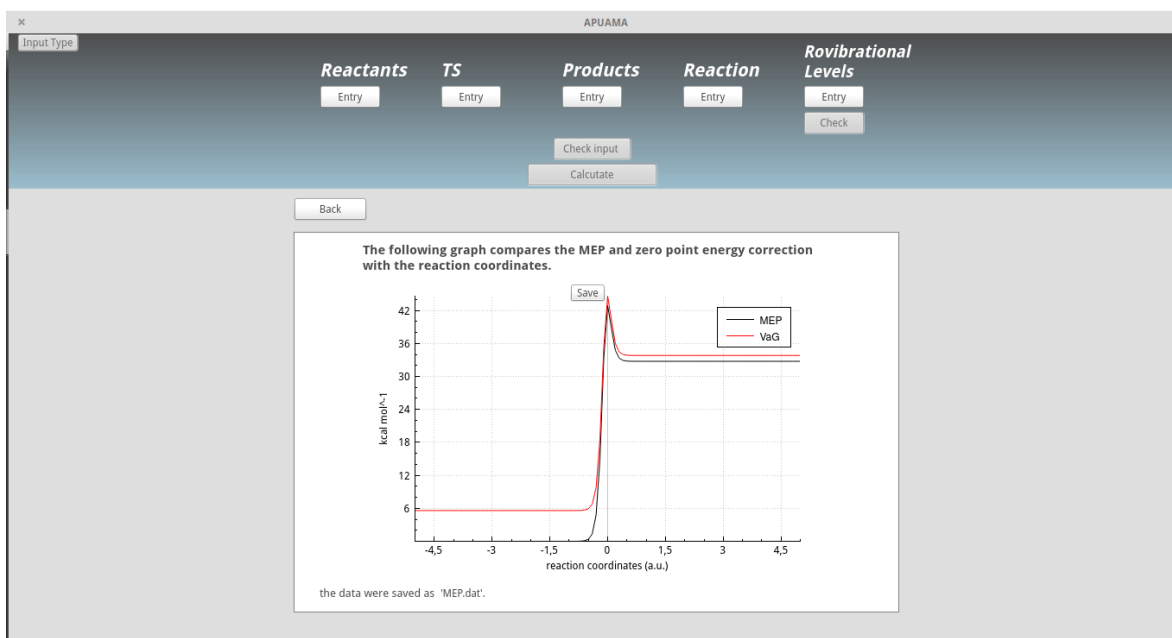 × APUAMA
Input Type
Reactants TS Products Reaction Rovibrational Levels
Entry Entry Entry Entry Entry
Check
Check input
Calcutate
Back
The following graph compares the MEP and zero point energy correction
with the reaction coordinates.
Save
MEP
VaG
42
36
30
24
18
12
6
kcal mol^-1
-4,5 -3 -1,5 0 1,5 3 4,5
reaction coordinates (a.u.)
the data were saved as 'MEP.dat'.